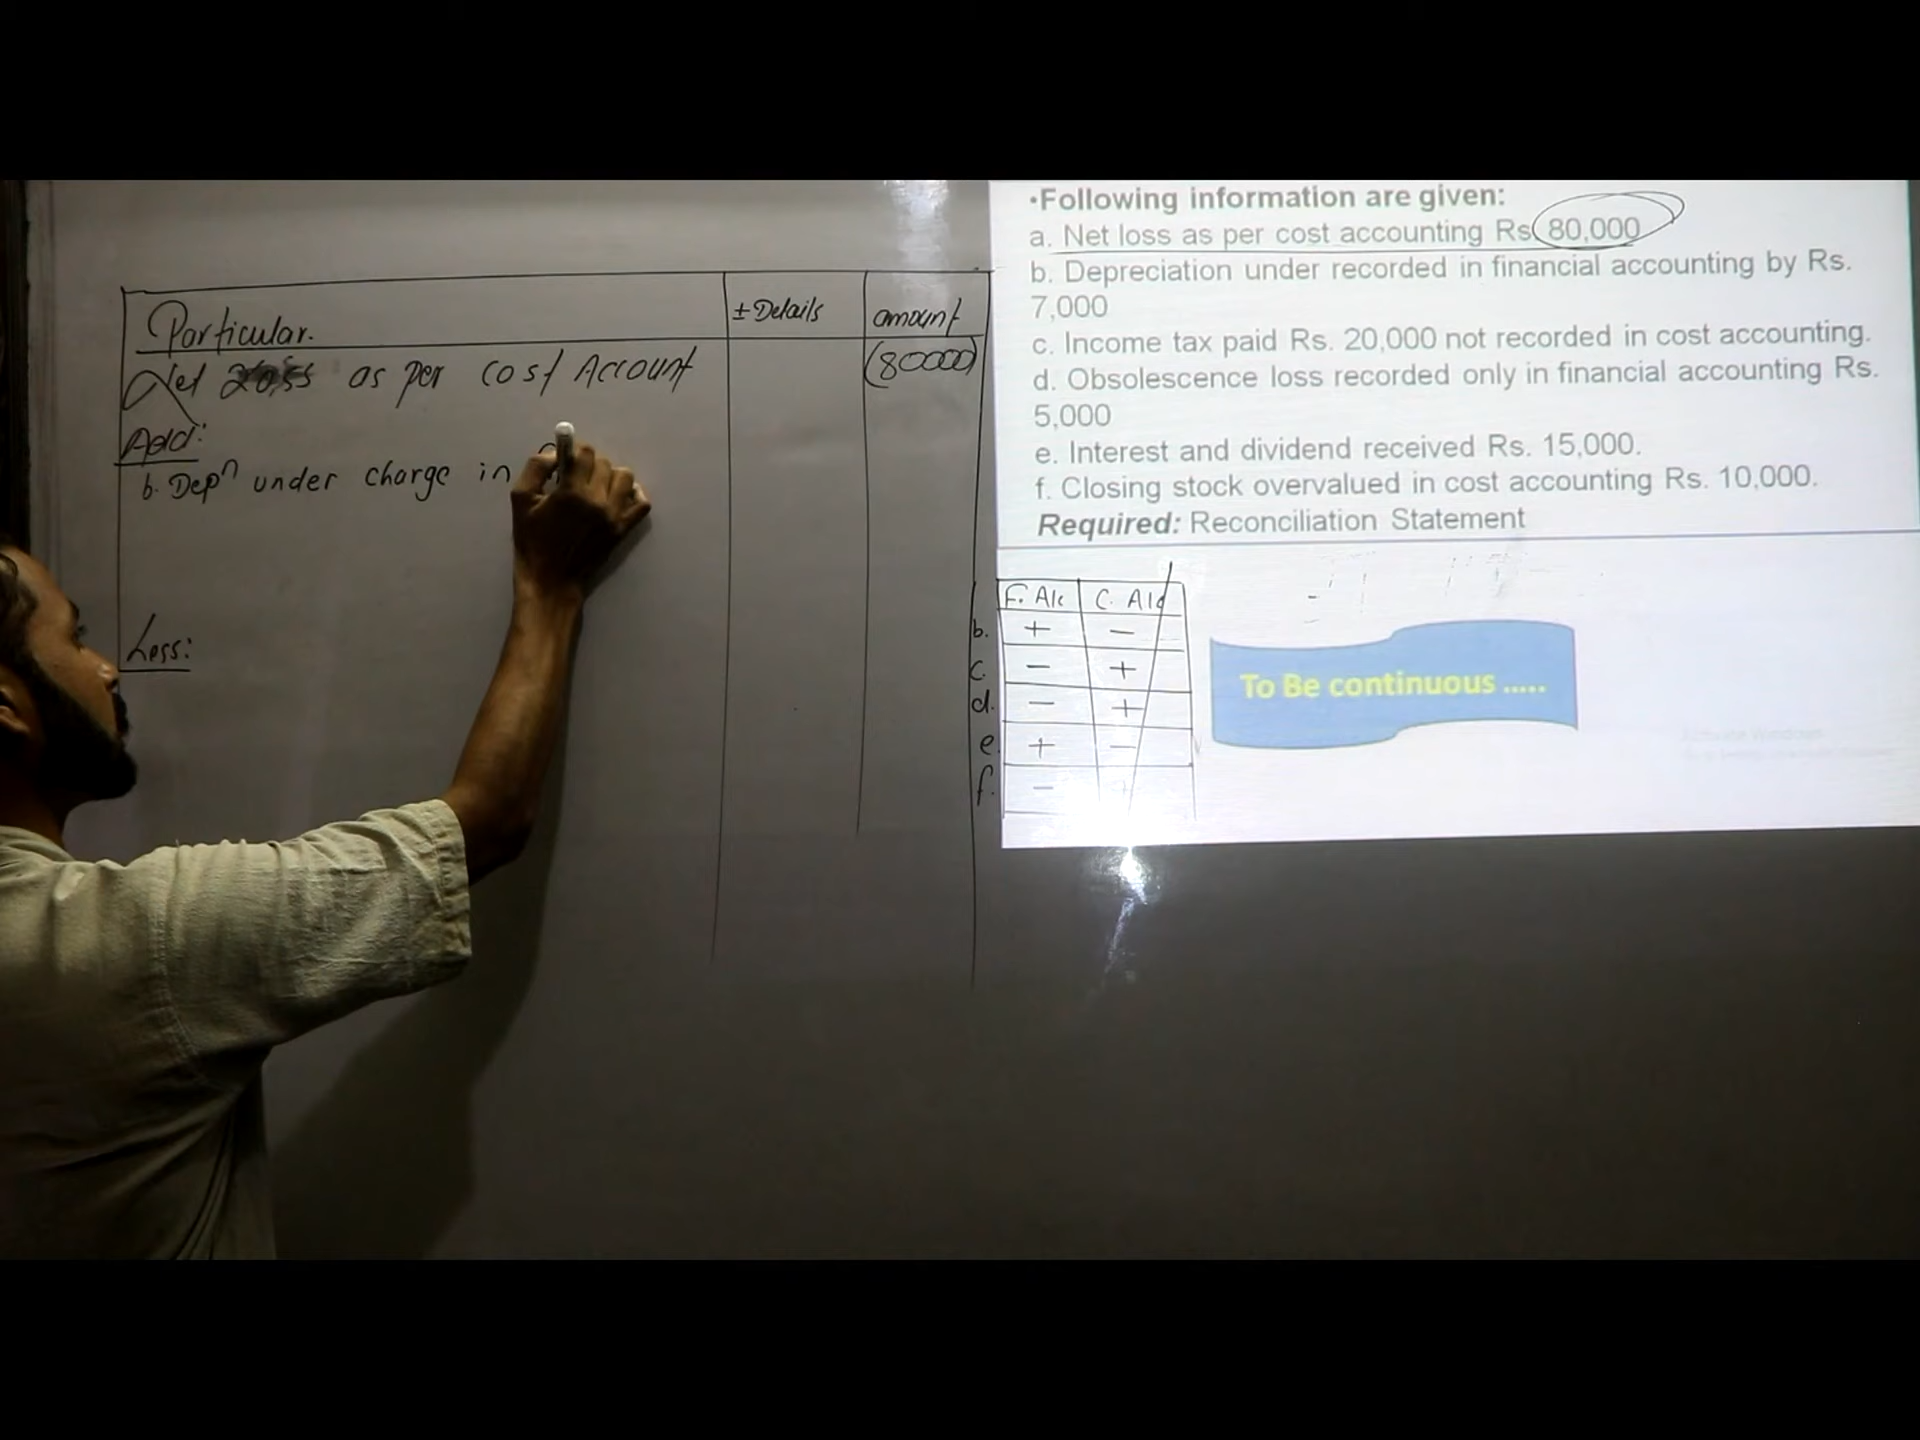 •Following information are given:
a. Net loss as per cost accounting Rs 80,000
b. Depreciation under recorded in financial accounting by Rs.
7,000
c. Income tax paid Rs. 20,000 not recorded in cost accounting.
d. Obsolescence loss recorded only in financial accounting Rs.
5,000
e. Interest and dividend received Rs. 15,000.
f. Closing stock overvalued in cost accounting Rs. 10,000.
Required: Reconciliation Statement
Particular. ± Details amount
Net Loss as per cost Account (80000)
Add:
b. Depⁿ under charge in
Less:
F. A/c C. A/c
b. + -
c. - +
d. - +
e. + -
f. -
To Be continuous .....